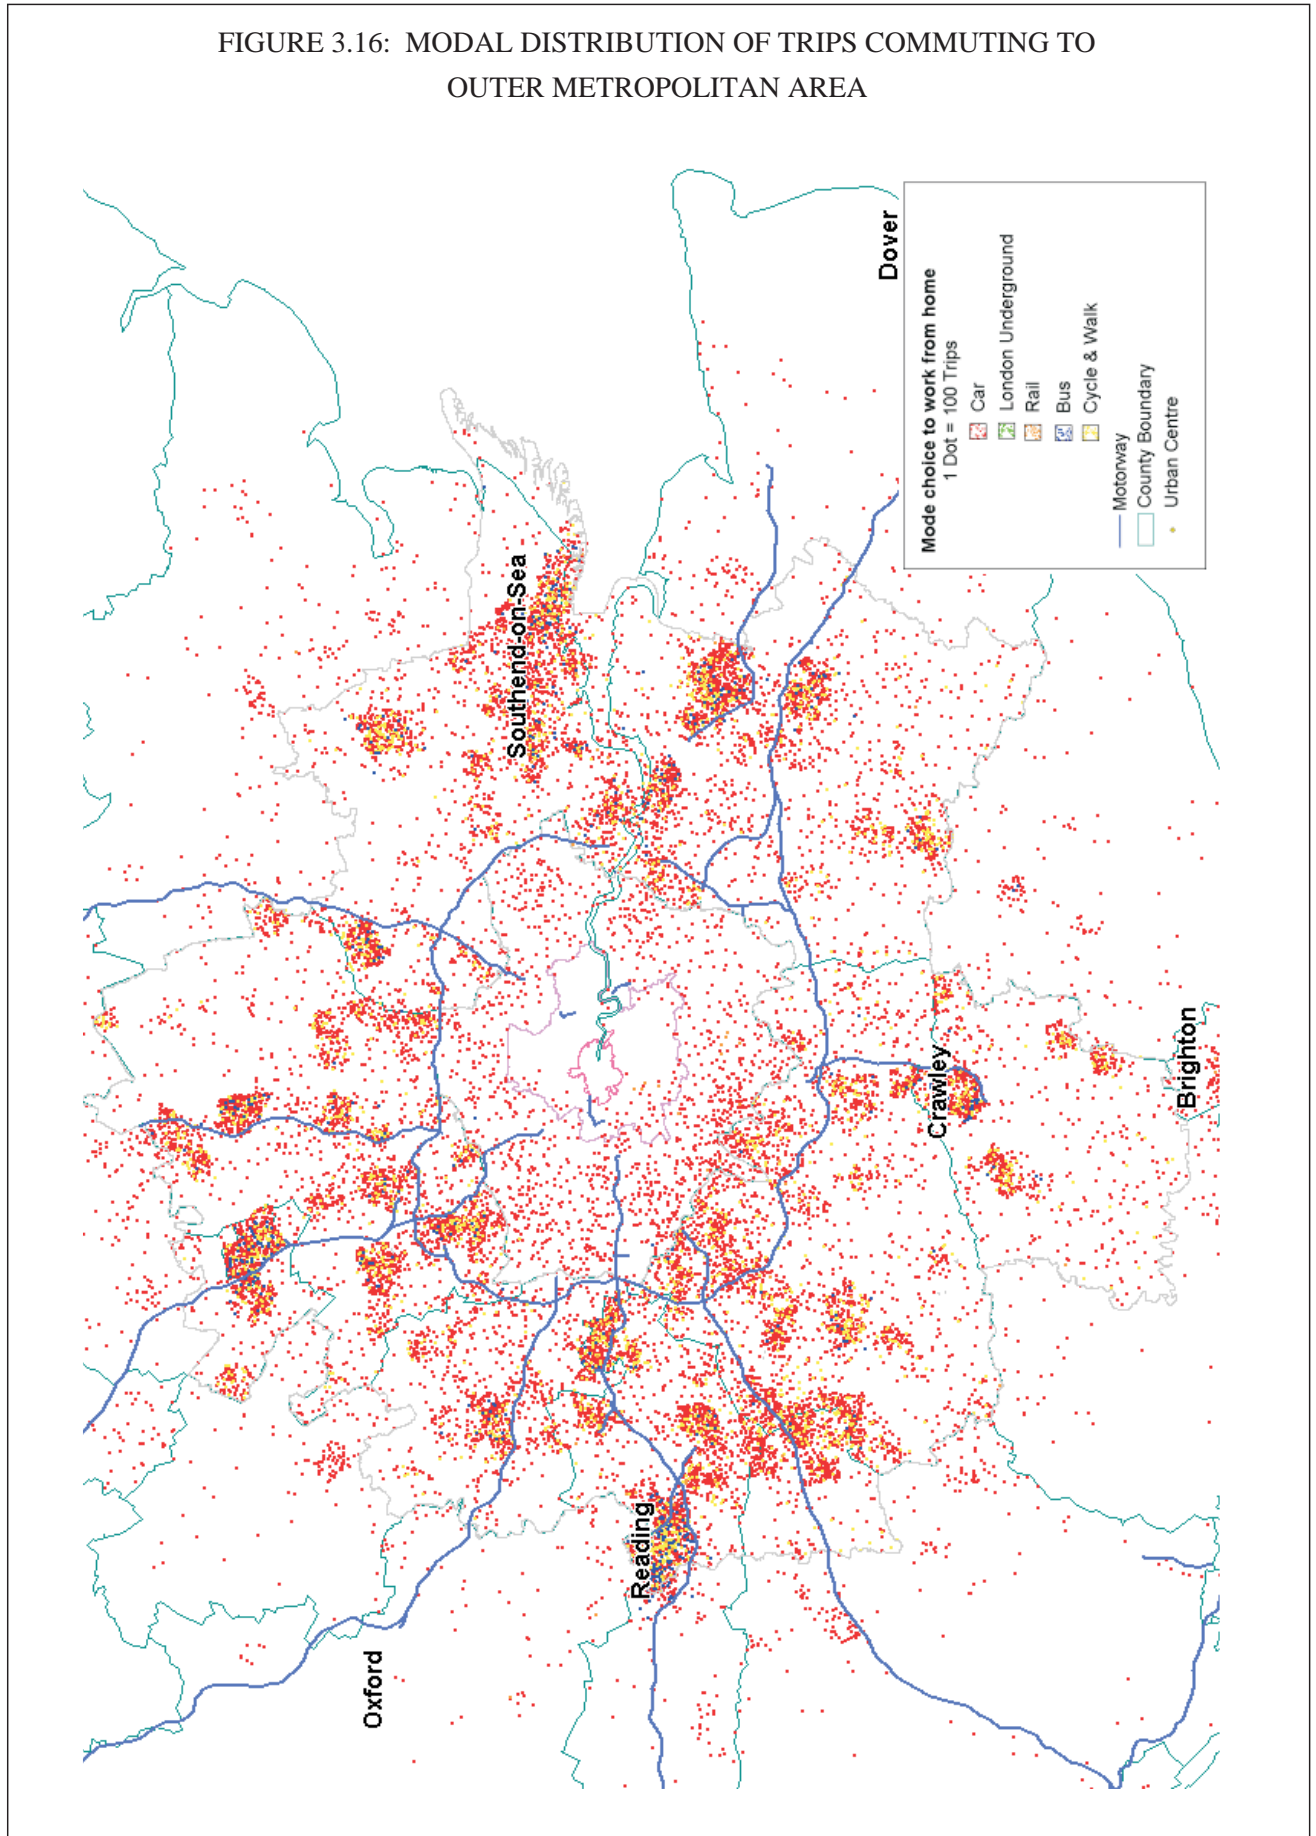 FIGURE 3.16: MODAL DISTRIBUTION OF TRIPS COMMUTING TO
OUTER METROPOLITAN AREA
Dover
Southend-on-Sea
Crawley
Brighton
Reading
Oxford
Mode choice to work from home
1 Dot = 100 Trips
Car
London Underground
Rail
Bus
Cycle & Walk
Motorway
County Boundary
Urban Centre